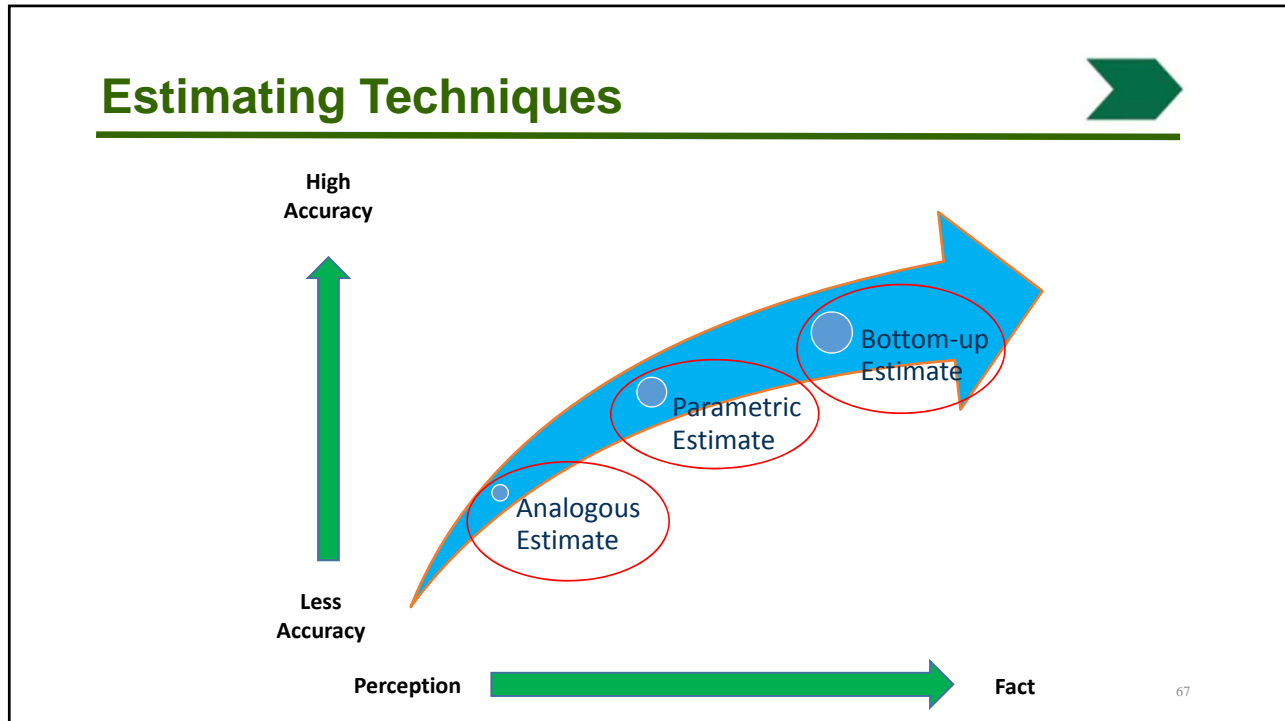 Estimating Techniques
High
Accuracy
Bottom-up
Estimate
Parametric
Estimate
Analogous
Estimate
Less
Accuracy
Perception
Fact
67